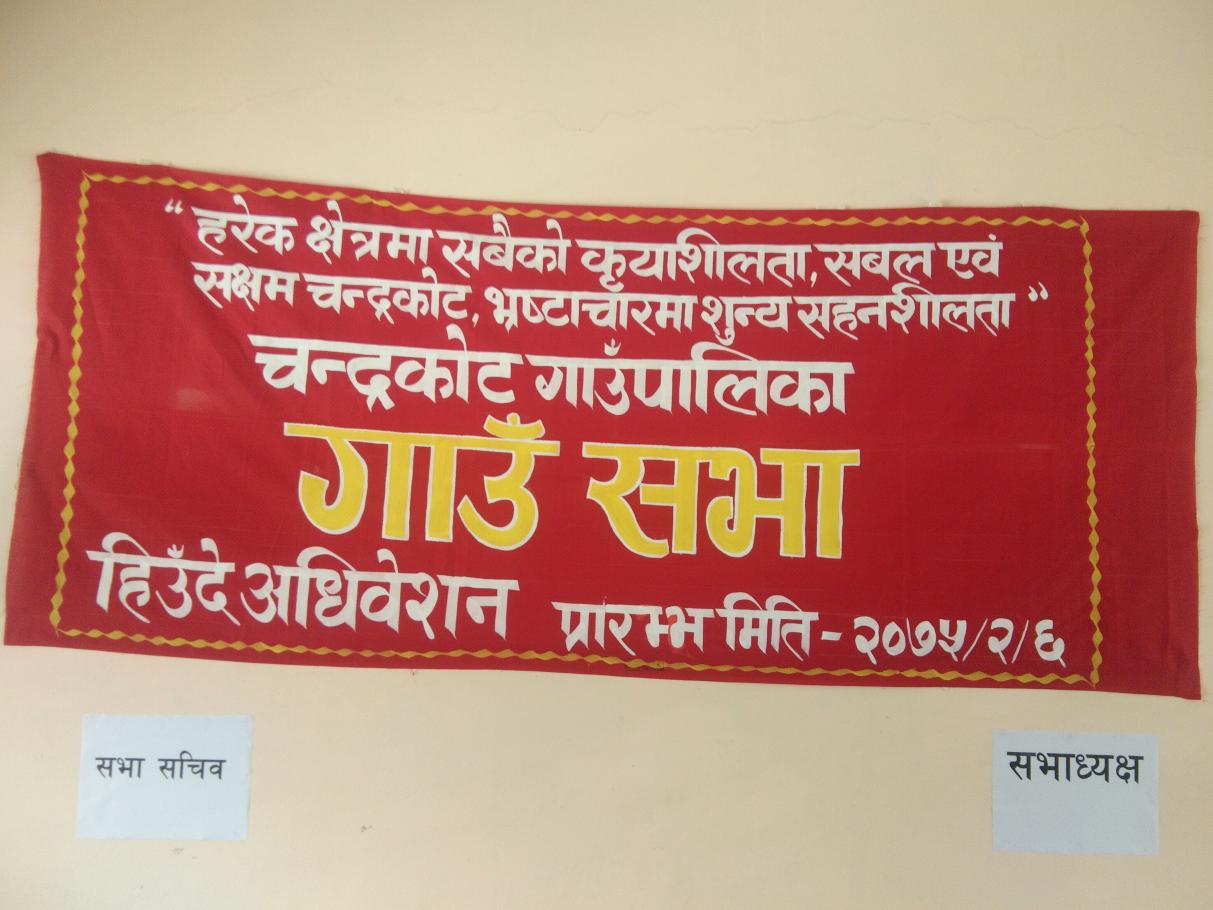 “ हरेक क्षेत्रमा सबैको कृयाशिलता, सबल एवं
सक्षम चन्द्रकोट, भ्रष्टाचाँरमा शुन्य सहनशीलता ”
चन्द्रकोट गाउँपालिका
गाउँ सभा
हिउँदे अधिवेशन प्रारम्भ मिति - २०७५/२/६
सभा सचिव
सभाध्यक्ष